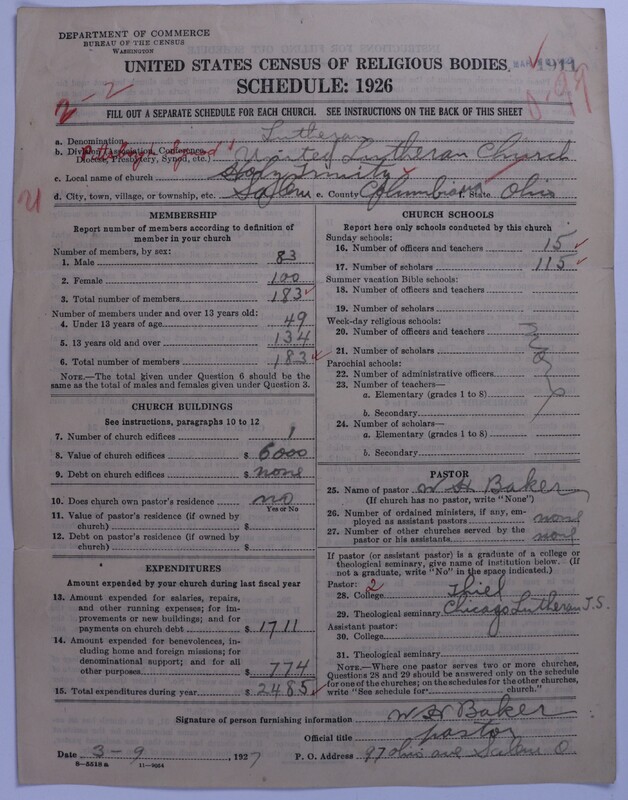 DEPARTMENT OF COMMERCE
BUREAU OF THE CENSUS
WASHINGTON
UNITED STATES CENSUS OF RELIGIOUS BODIES
SCHEDULE: 1926
2-2
FILL OUT A SEPARATE SCHEDULE FOR EACH CHURCH. SEE INSTRUCTIONS ON THE BACK OF THIS SHEET
a. Denomination Lutheran
b. Division (Association, Conference, Diocese, Presbytery, Synod, etc.) United Lutheran Church
Pittsburgh Synod
c. Local name of church Holy Trinity
d. City, town, village, or township, etc. Salem e. County Columbiana f. State Ohio
MEMBERSHIP
Report number of members according to definition of
member in your church
Number of members, by sex:
1. Male 83
2. Female 100
3. Total number of members 183
Number of members under and over 13 years old:
4. Under 13 years of age 49
5. 13 years old and over 134
6. Total number of members 183
NOTE.—The total given under Question 6 should be
same as the total of males and females given under Question 3.
CHURCH BUILDINGS
See instructions, paragraphs 10 to 12
7. Number of church edifices 1
8. Value of church edifices $ 6000
9. Debt on church edifices $ none
10. Does church own pastor's residence? no
Yes or No
11. Value of pastor's residence (if owned by
church) $
12. Debt on pastor's residence (if owned by
church) $
EXPENDITURES
Amount expended by your church during last fiscal year
13. Amount expended for salaries, repairs,
and other running expenses; for im-
provements or new buildings; and for
payments on church debt $ 1711
14. Amount expended for benevolences, in-
cluding home and foreign missions; for
denominational support; and for all
other purposes $ 774
15. Total expenditures during year $ 2485
CHURCH SCHOOLS
Report here only schools conducted by this church
Sunday schools:
16. Number of officers and teachers 15
17. Number of scholars 115
Summer vacation Bible schools:
18. Number of officers and teachers
19. Number of scholars
Week-day religious schools:
20. Number of officers and teachers
21. Number of scholars
Parochial schools:
22. Number of administrative officers
23. Number of teachers—
a. Elementary (grades 1 to 8)
b. Secondary
24. Number of scholars—
a. Elementary (grades 1 to 8)
b. Secondary
PASTOR
25. Name of pastor W H Baker
(If church has no pastor, write "None")
26. Number of ordained ministers, if any, em-
ployed as assistant pastors none
27. Number of other churches served by the
pastor or his assistants none
If pastor (or assistant pastor) is a graduate of a college or
theological seminary, give name of institution below. (If
not a graduate, write "No" in the space indicated.)
Pastor: 2
28. College Thiel
29. Theological seminary Chicago Lutheran T.S.
Assistant pastor:
30. College
31. Theological seminary
NOTE.—Where one pastor serves two or more churches,
Questions 28 and 29 should be answered only on the schedule
for one of the churches; on the schedules for the other churches,
write "See schedule for church."
Signature of person furnishing information W H Baker
Official title pastor
Date 3-9, 1927 P. O. Address 97 Ohio ave Salem O.
8-5518 a 11-9054